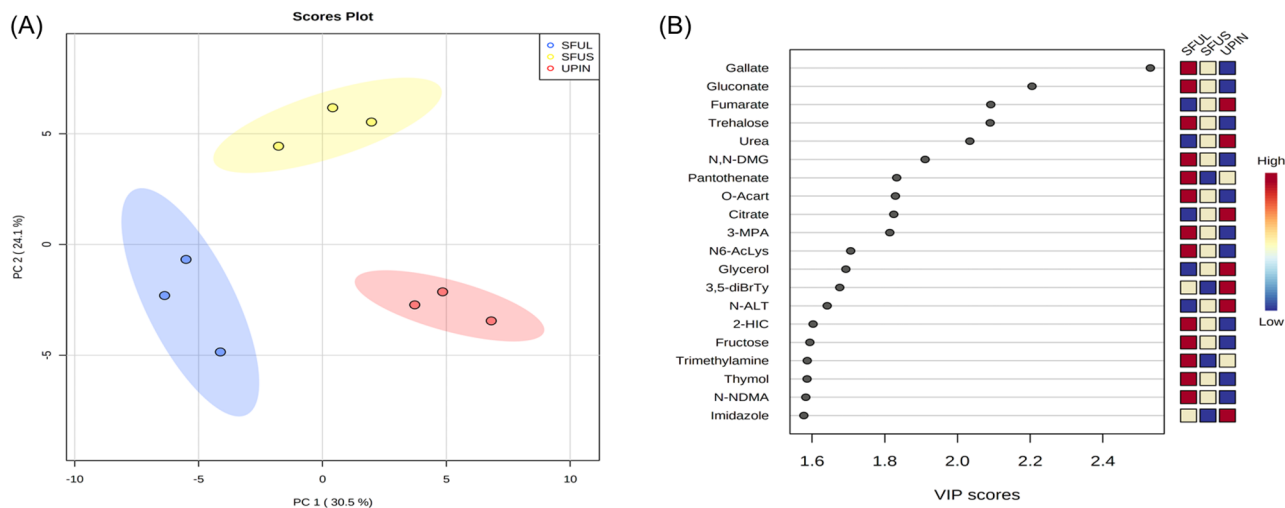 (A)
Scores Plot
SFUL
SFUS
UPIN
5
0
-5
PC 2 ( 24.1 %)
-10
-5
0
5
10
PC 1 ( 30.5 %)
(B)
SFUL
SFUS
UPIN
Gallate
Gluconate
Fumarate
Trehalose
Urea
N,N-DMG
Pantothenate
O-Acart
Citrate
3-MPA
N6-AcLys
Glycerol
3,5-diBrTy
N-ALT
2-HIC
Fructose
Trimethylamine
Thymol
N-NDMA
Imidazole
1.6
1.8
2.0
2.2
2.4
VIP scores
High
Low